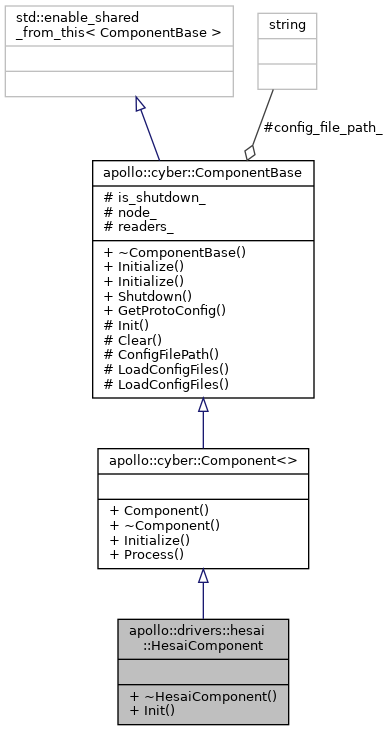 std::enable_shared
_from_this< ComponentBase >
string
#config_file_path_
apollo::cyber::ComponentBase
# is_shutdown_
# node_
# readers_
+ ~ComponentBase()
+ Initialize()
+ Initialize()
+ Shutdown()
+ GetProtoConfig()
# Init()
# Clear()
# ConfigFilePath()
# LoadConfigFiles()
# LoadConfigFiles()
apollo::cyber::Component<>
+ Component()
+ ~Component()
+ Initialize()
+ Process()
apollo::drivers::hesai
::HesaiComponent
+ ~HesaiComponent()
+ Init()